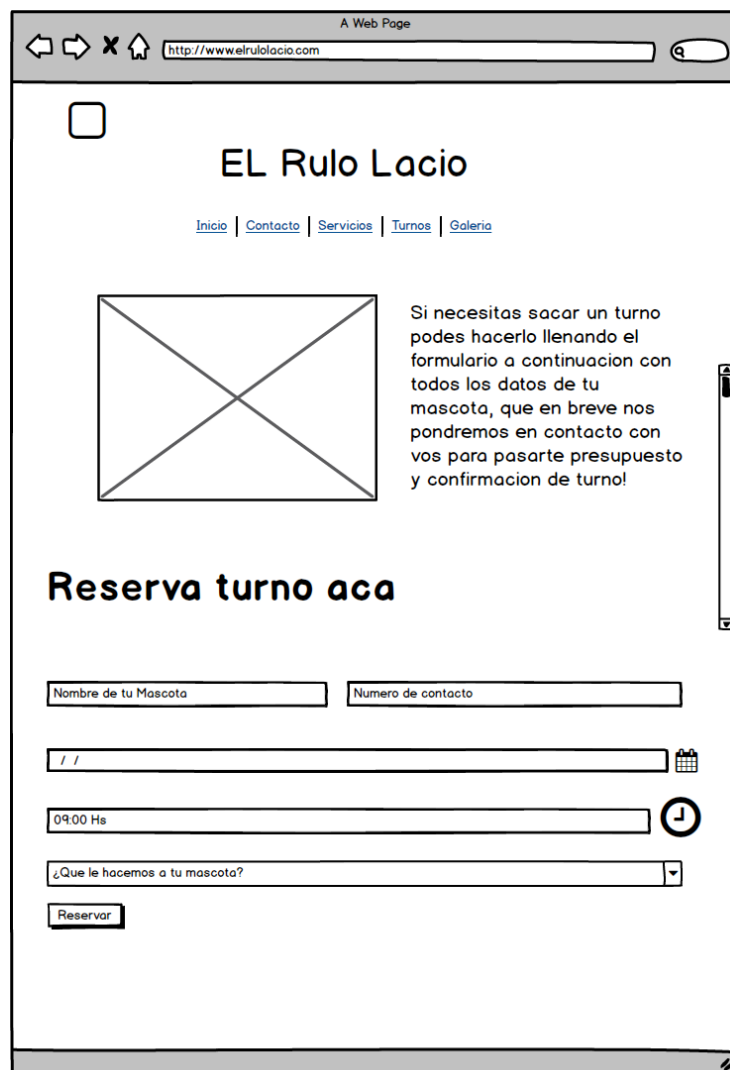 A Web Page
http://www.elrulolacio.com
EL Rulo Lacio
Inicio | Contacto | Servicios | Turnos | Galeria
Si necesitas sacar un turno
podes hacerlo llenando el
formulario a continuacion con
todos los datos de tu
mascota, que en breve nos
pondremos en contacto con
vos para pasarte presupuesto
y confirmacion de turno!
Reserva turno aca
Nombre de tu Mascota
Numero de contacto
/ /
09:00 Hs
¿Que le hacemos a tu mascota?
Reservar